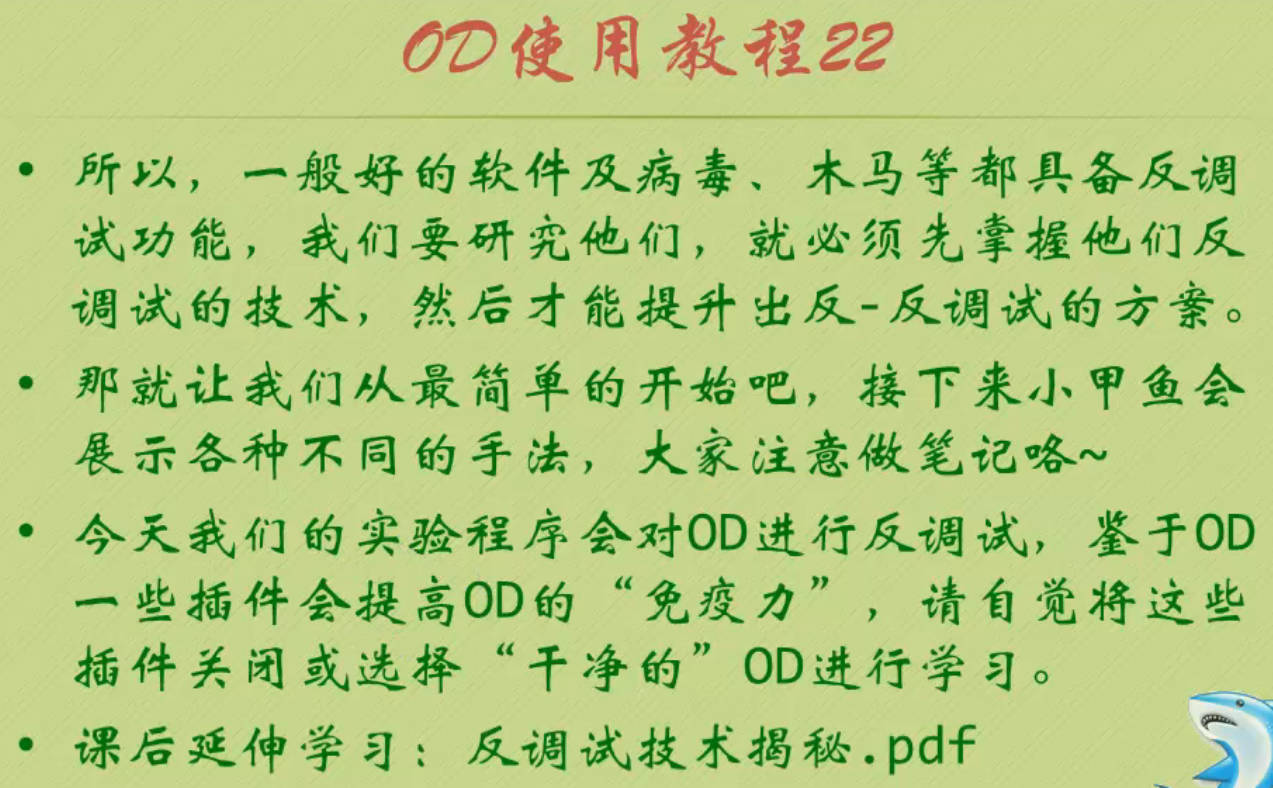 OD使用教程22
• 所以，一般好的软件及病毒、木马等都具备反调
试功能，我们要研究他们，就必须先掌握他们反
调试的技术，然后才能提升出反-反调试的方案。
• 那就让我们从最简单的开始吧，接下来小甲鱼会
展示各种不同的手法，大家注意做笔记咯~
• 今天我们的实验程序会对OD进行反调试，鉴于OD
一些插件会提高OD的“免疫力”，请自觉将这些
插件关闭或选择“干净的”OD进行学习。
• 课后延伸学习：反调试技术揭秘.pdf